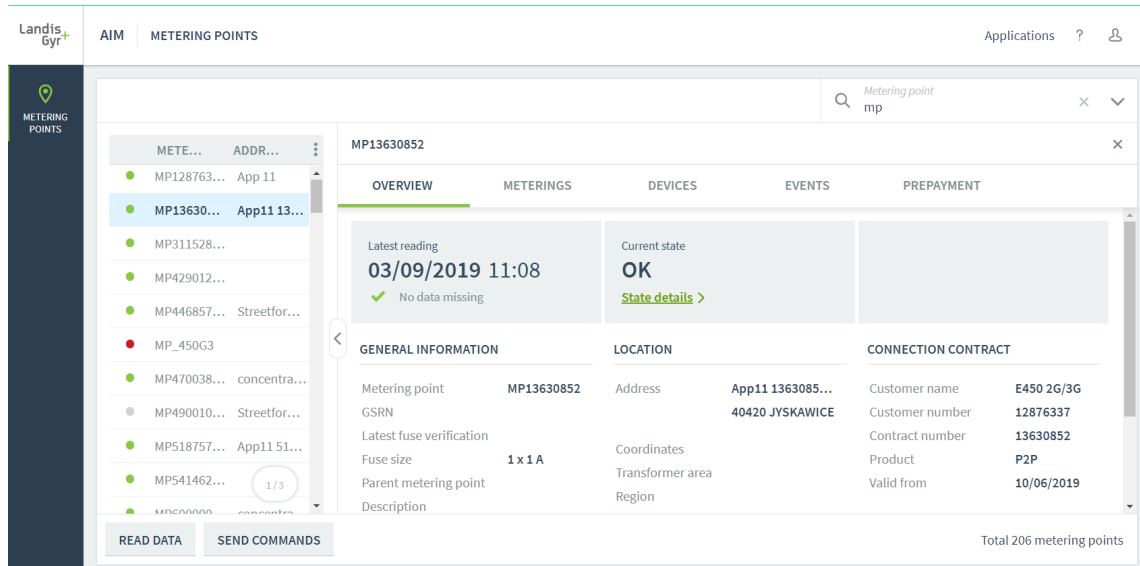 Landis+
Gyr
AIM METERING POINTS
Applications ?
METERING
POINTS
Metering point
mp
METE... ADDR...
MP128763... App 11
MP13630... App11 13...
MP311528...
MP429012...
MP446857... Streetfor...
MP_450G3
MP470038... concentra...
MP490010... Streetfor...
MP518757... App11 51...
MP541462...
1/3
MP13630852
OVERVIEW METERINGS DEVICES EVENTS PREPAYMENT
Latest reading
03/09/2019 11:08
No data missing
Current state
OK
State details
GENERAL INFORMATION
Metering point MP13630852
GSRN
Latest fuse verification
Fuse size 1 x 1 A
Parent metering point
Description
LOCATION
Address App11 1363085...
40420 JYSKAWICE
Coordinates
Transformer area
Region
CONNECTION CONTRACT
Customer name E450 2G/3G
Customer number 12876337
Contract number 13630852
Product P2P
Valid from 10/06/2019
READ DATA SEND COMMANDS
Total 206 metering points